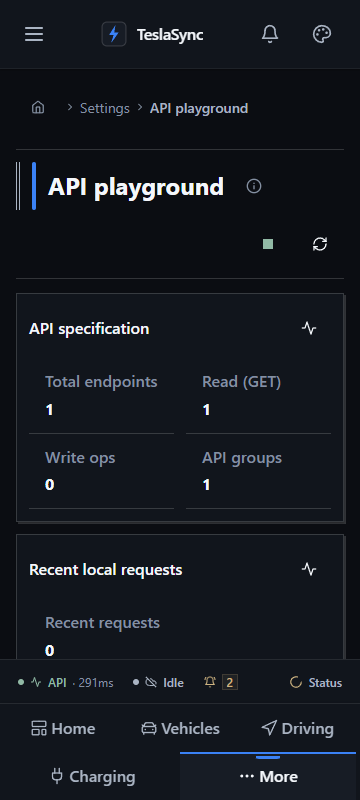 TeslaSync
Settings
API playground
API playground
API specification
Total endpoints
Read (GET)
1
1
Write ops
API groups
0
1
Recent local requests
Recent requests
0
API · 291ms
Idle
2
Status
Home
Vehicles
Driving
Charging
More